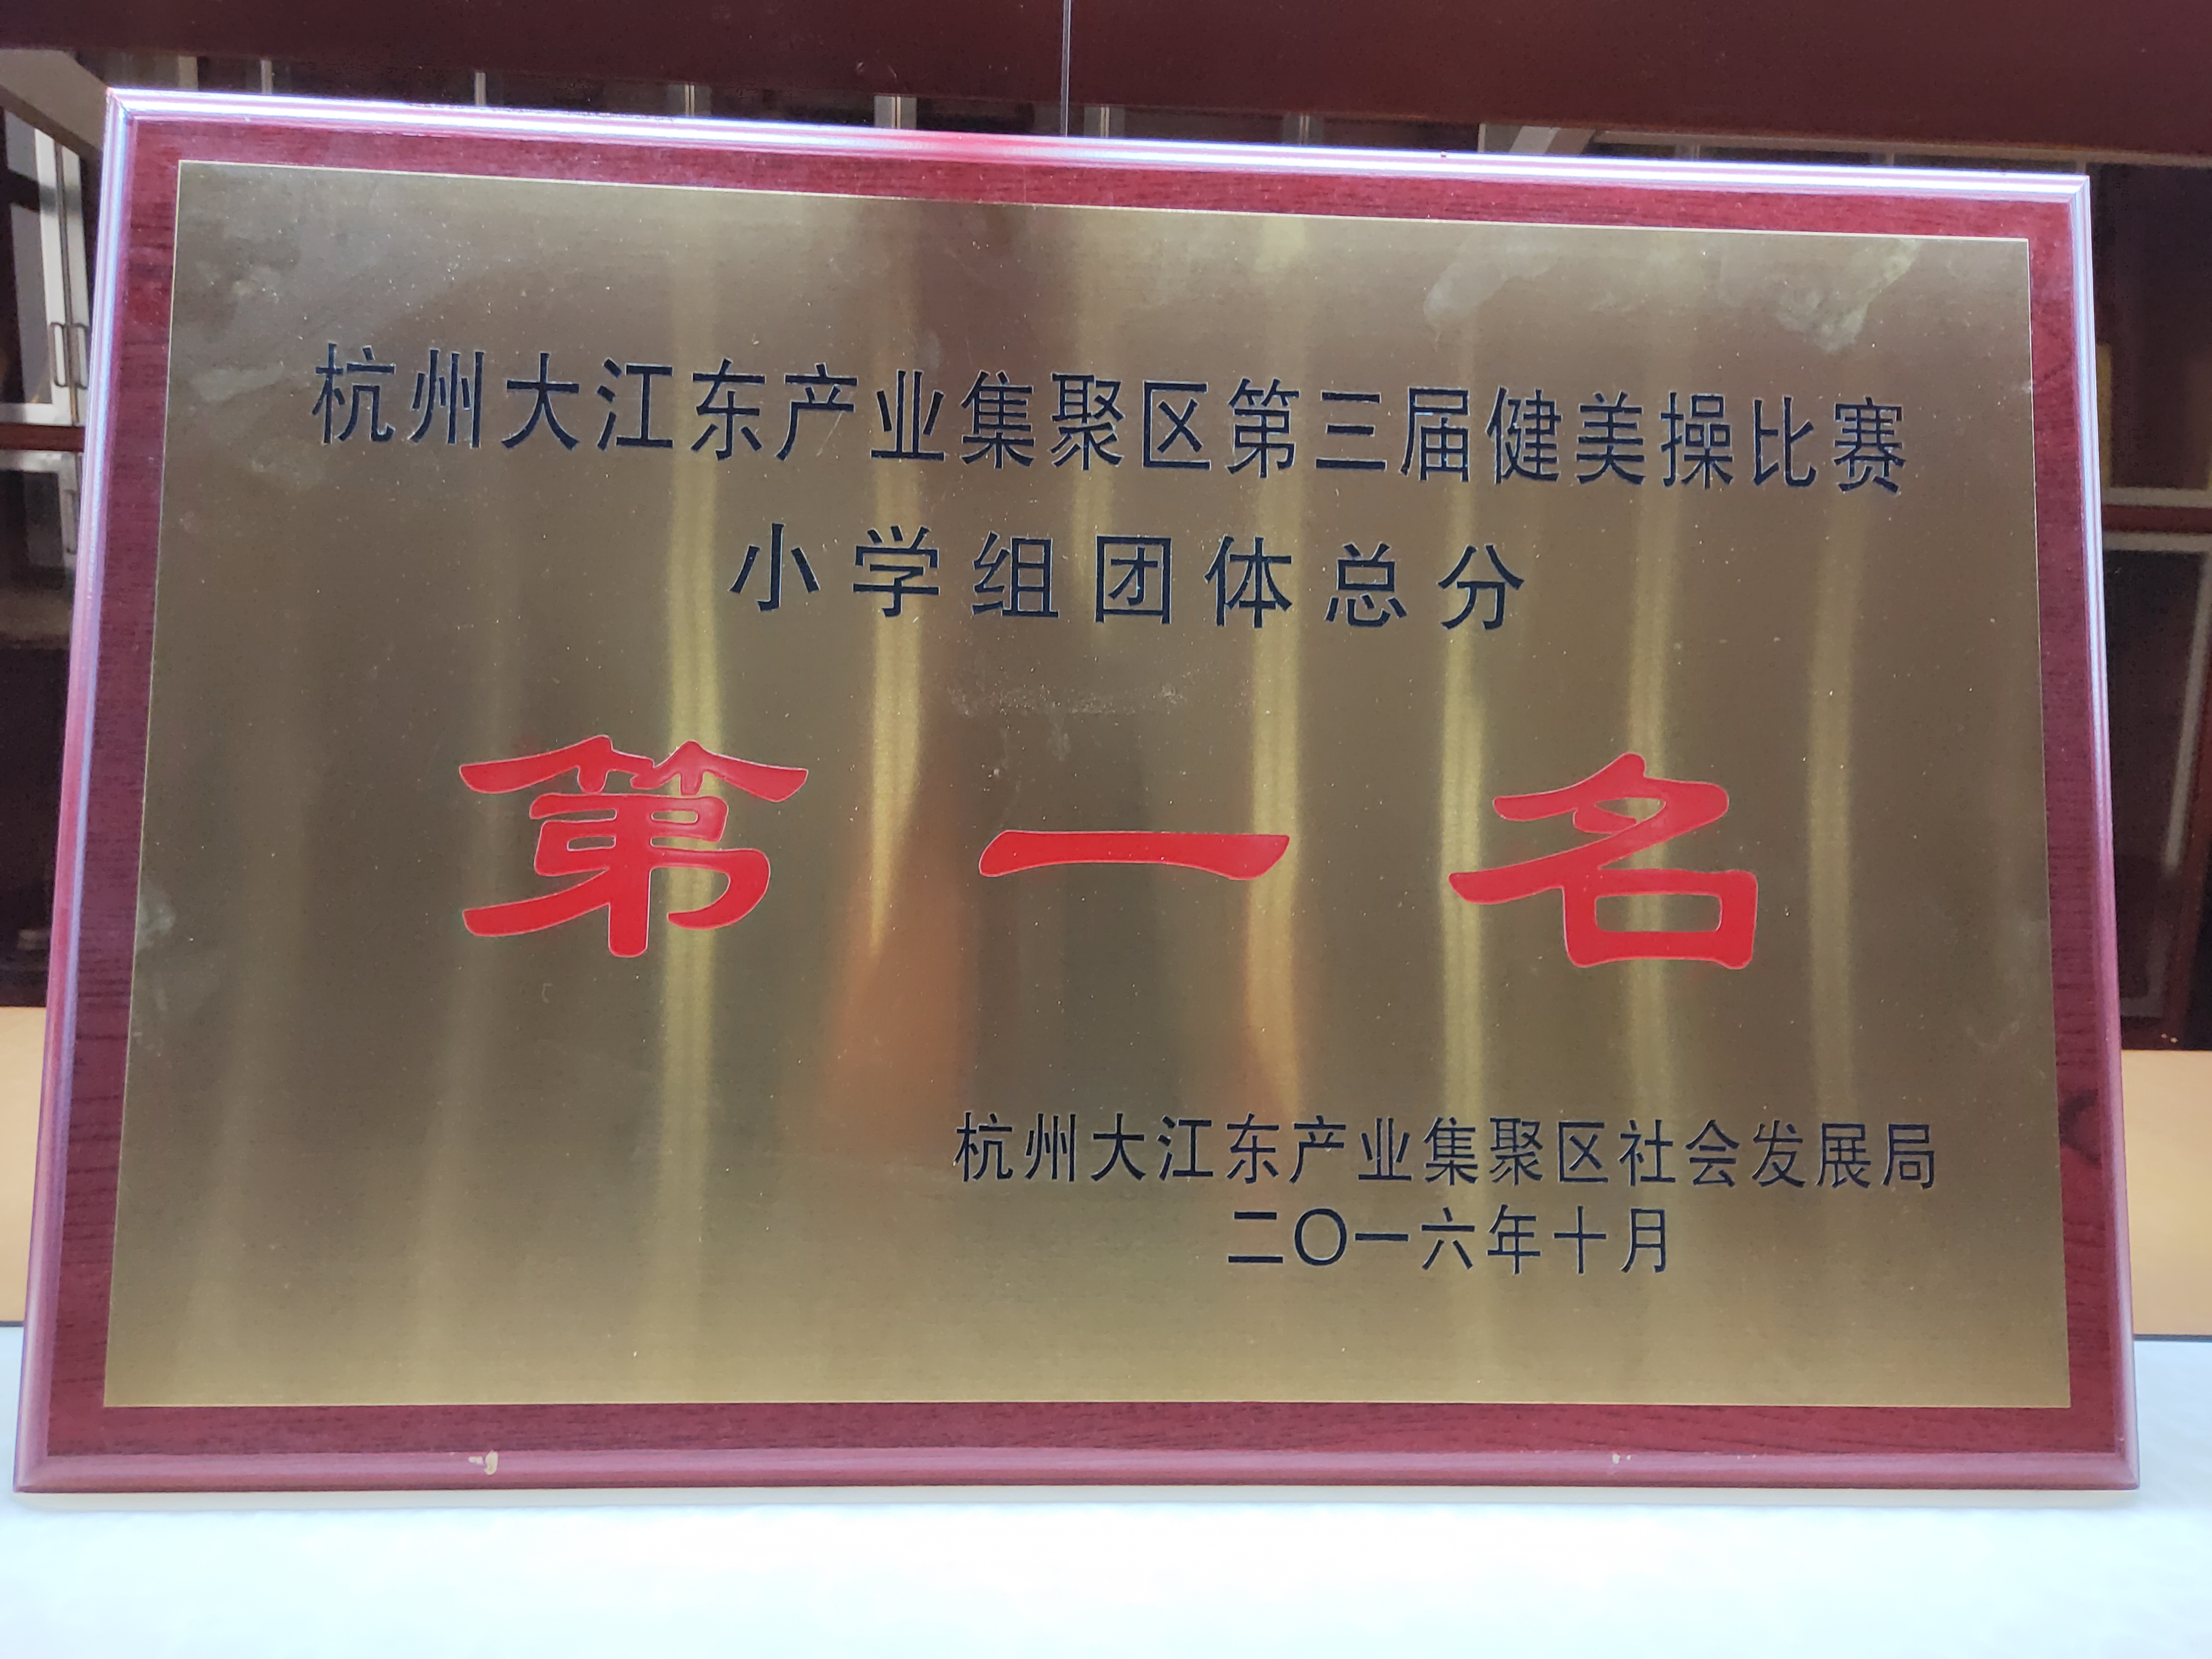 杭州大江东产业集聚区第三届健美操比赛
小学组团体总分
第一名
杭州大江东产业集聚区社会发展局
二〇一六年十月